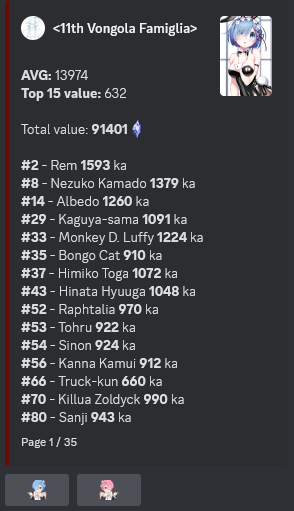 <11th Vongola Famiglia>
AVG: 13974
Top 15 value: 632
Total value: 91401
#2 - Rem 1593 ka
#8 - Nezuko Kamado 1379 ka
#14 - Albedo 1260 ka
#29 - Kaguya-sama 1091 ka
#33 - Monkey D. Luffy 1224 ka
#35 - Bongo Cat 910 ka
#37 - Himiko Toga 1072 ka
#43 - Hinata Hyuuga 1048 ka
#52 - Raphtalia 970 ka
#53 - Tohru 922 ka
#54 - Sinon 924 ka
#56 - Kanna Kamui 912 ka
#66 - Truck-kun 660 ka
#70 - Killua Zoldyck 990 ka
#80 - Sanji 943 ka
Page 1 / 35